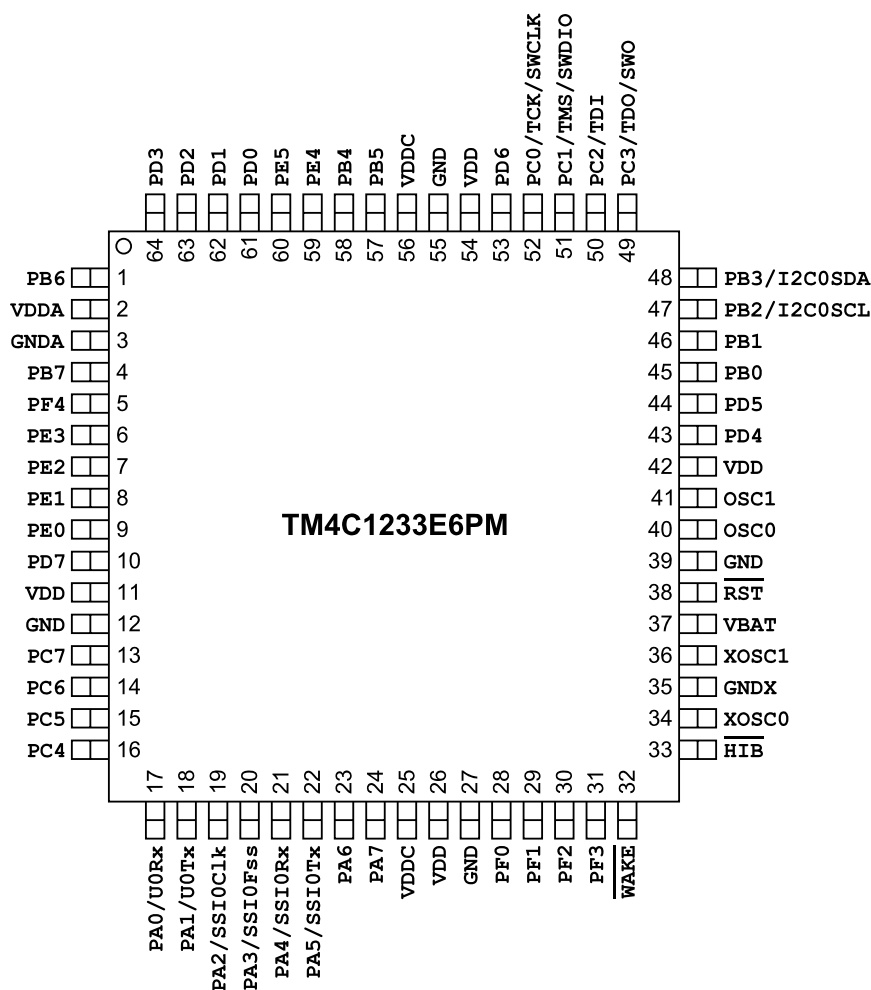 PC0/TCK/SWCLK
PC1/TMS/SWDIO
PC2/TDI
PC3/TDO/SWO
PD3
PD2
PD1
PD0
PE5
PE4
PB4
PB5
VDDC
GND
VDD
PD6
64
63
62
61
60
59
58
57
56
55
54
53
52
51
50
49
PB6 1
VDDA 2
GNDA 3
PB7 4
PF4 5
PE3 6
PE2 7
PE1 8
PE0 9
PD7 10
VDD 11
GND 12
PC7 13
PC6 14
PC5 15
PC4 16
TM4C1233E6PM
48 PB3/I2C0SDA
47 PB2/I2C0SCL
46 PB1
45 PB0
44 PD5
43 PD4
42 VDD
41 OSC1
40 OSC0
39 GND
38 RST
37 VBAT
36 XOSC1
35 GNDX
34 XOSC0
33 HIB
17
18
19
20
21
22
23
24
25
26
27
28
29
30
31
32
PA0/U0Rx
PA1/U0Tx
PA2/SSI0Clk
PA3/SSI0Fss
PA4/SSI0Rx
PA5/SSI0Tx
PA6
PA7
VDDC
VDD
GND
PF0
PF1
PF2
PF3
WAKE